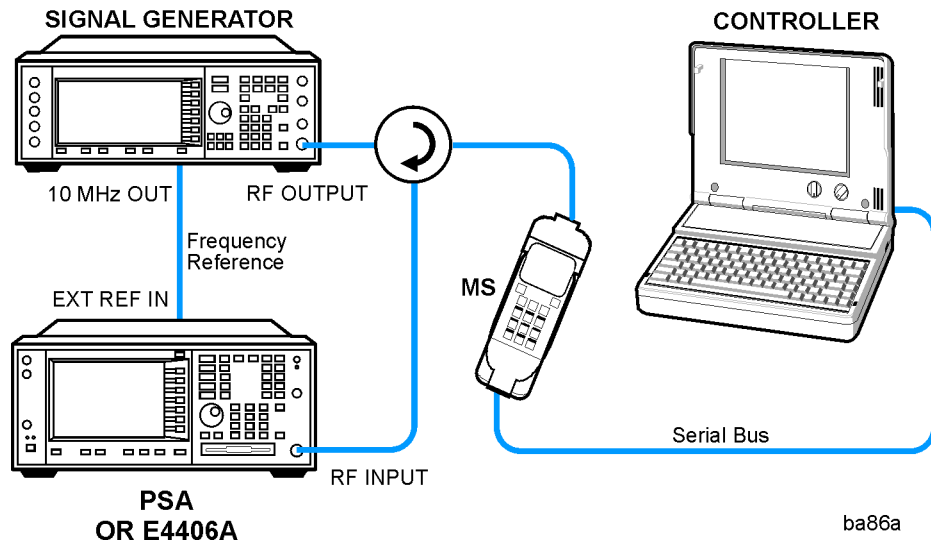 SIGNAL GENERATOR
CONTROLLER
10 MHz OUT
RF OUTPUT
Frequency
Reference
MS
EXT REF IN
Serial Bus
RF INPUT
PSA
OR E4406A
ba86a